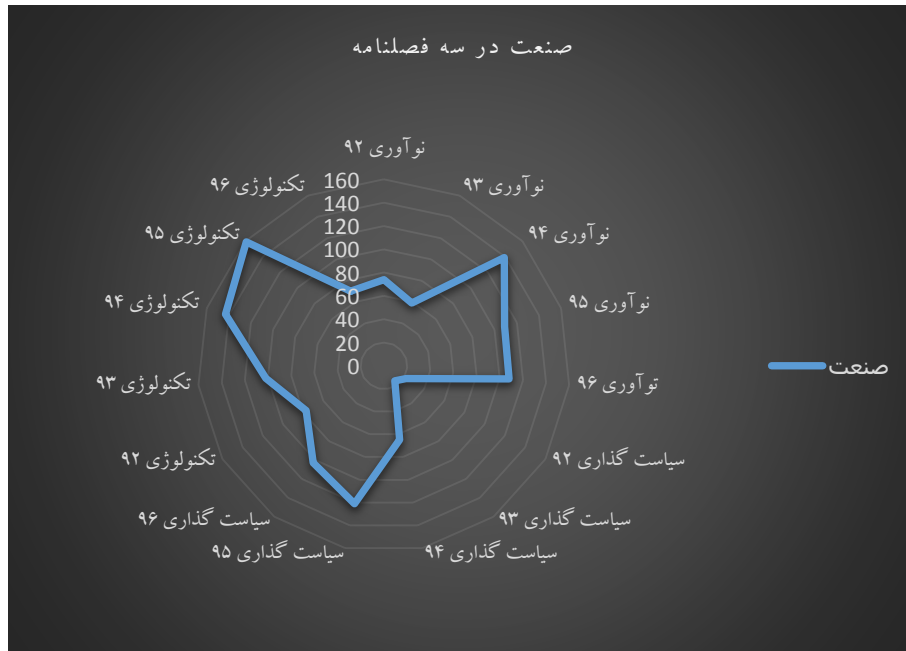 صنعت در سه فصلنامه
نوآوری ۹۲
نوآوری ۹۳
نوآوری ۹۴
نوآوری ۹۵
توآوری ۹۶
سیاست گذاری ۹۲
سیاست گذاری ۹۳
سیاست گذاری ۹۴
سیاست گذاری ۹۵
سیاست گذاری ۹۶
تکنولوژی ۹۲
تکنولوژی ۹۳
تکنولوژی ۹۴
تکنولوژی ۹۵
تکنولوژی ۹۶
160
140
120
100
80
60
40
20
0
صنعت